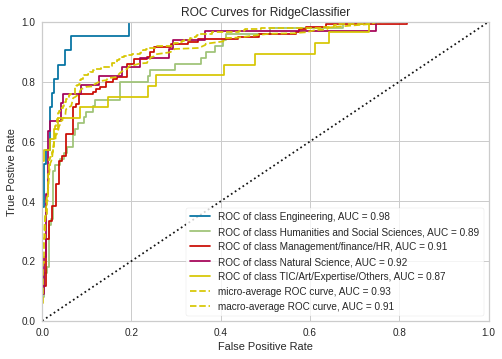 ROC Curves for RidgeClassifier
True Postive Rate
1.0
0.8
0.6
0.4
0.2
0.0
ROC of class Engineering, AUC = 0.98
ROC of class Humanities and Social Sciences, AUC = 0.89
ROC of class Management/finance/HR, AUC = 0.91
ROC of class Natural Science, AUC = 0.92
ROC of class TIC/Art/Expertise/Others, AUC = 0.87
micro-average ROC curve, AUC = 0.93
macro-average ROC curve, AUC = 0.91
0.0 0.2 0.4 0.6 0.8 1.0
False Positive Rate